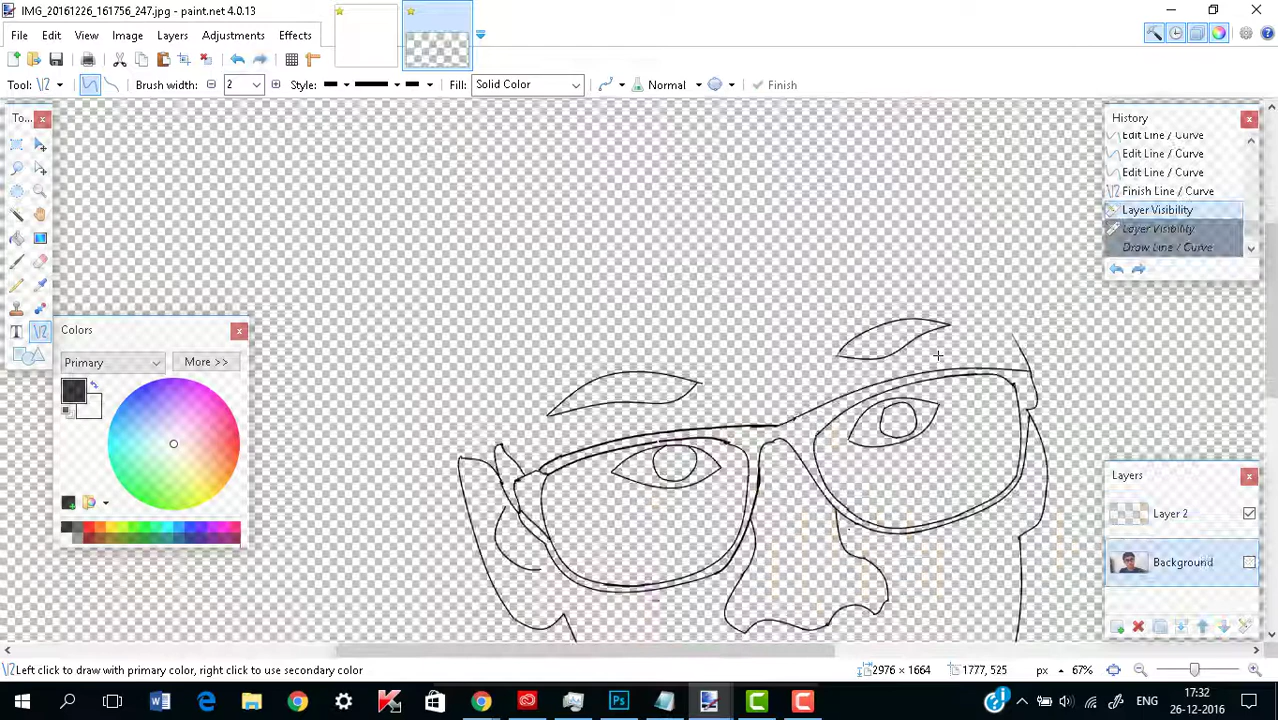 IMG_20161226_161756_247.jpg - paint.net 4.0.13
File Edit View Image Layers Adjustments Effects
Tool: Brush width: 2 Style: Fill: Solid Color Normal Finish
To...
Colors
Primary More >>
History
Edit Line / Curve
Edit Line / Curve
Edit Line / Curve
Finish Line / Curve
Layer Visibility
Layer Visibility
Draw Line / Curve
Layers
Layer 2
Background
Left click to draw with primary color, right click to use secondary color
2976 × 1664
1777, 525
px
67%
ENG
17:32
26-12-2016